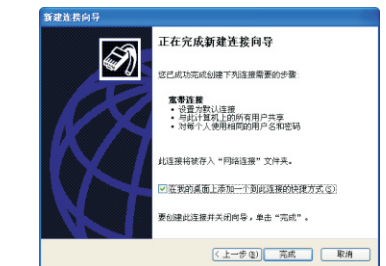 新建连接向导
正在完成新建连接向导
您已成功完成创建下列连接需要的步骤:
宽带连接
• 设置为默认连接
• 与此计算机上的所有用户共享
• 对每个人使用相同的用户名和密码
此连接将被存入“网络连接”文件夹。
在我的桌面上添加一个到此连接的快捷方式(S)
要创建此连接并关闭向导,单击“完成”。
<上一步(B) 完成 取消